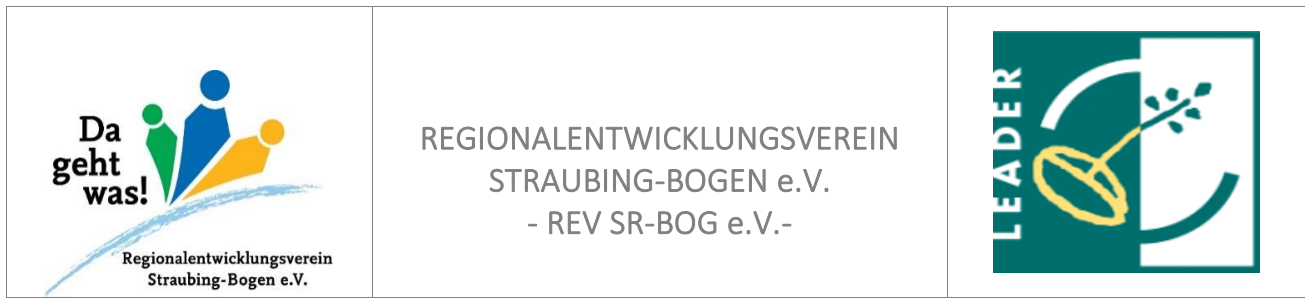 Da
geht
was!
Regionalentwicklungsverein
Straubing-Bogen e.V.
REGIONALENTWICKLUNGSVEREIN
STRAUBING-BOGEN e.V.
- REV SR-BOG e.V.-
LEADER